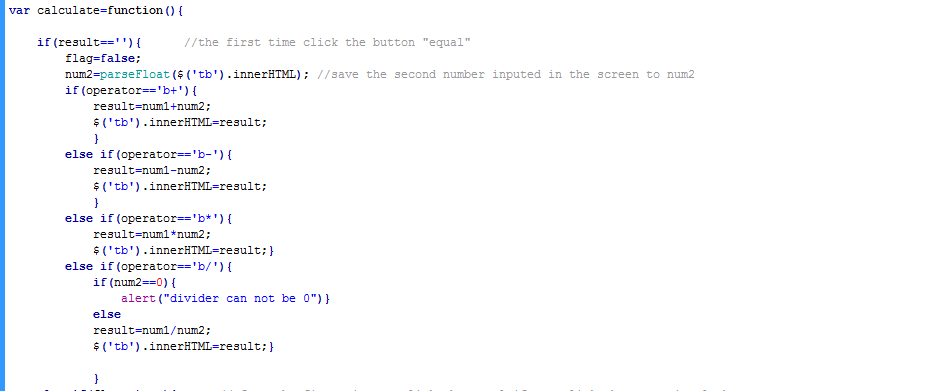 var calculate=function(){
if(result==''){ //the first time click the button "equal"
flag=false;
num2=parseFloat($('tb').innerHTML); //save the second number inputed in the screen to num2
if(operator=='b+'){
result=num1+num2;
$('tb').innerHTML=result;
}
else if(operator=='b-'){
result=num1-num2;
$('tb').innerHTML=result;
}
else if(operator=='b*'){
result=num1*num2;
$('tb').innerHTML=result;}
else if(operator=='b/'){
if(num2==0){
alert("divider can not be 0")}
else
result=num1/num2;
$('tb').innerHTML=result;}
}